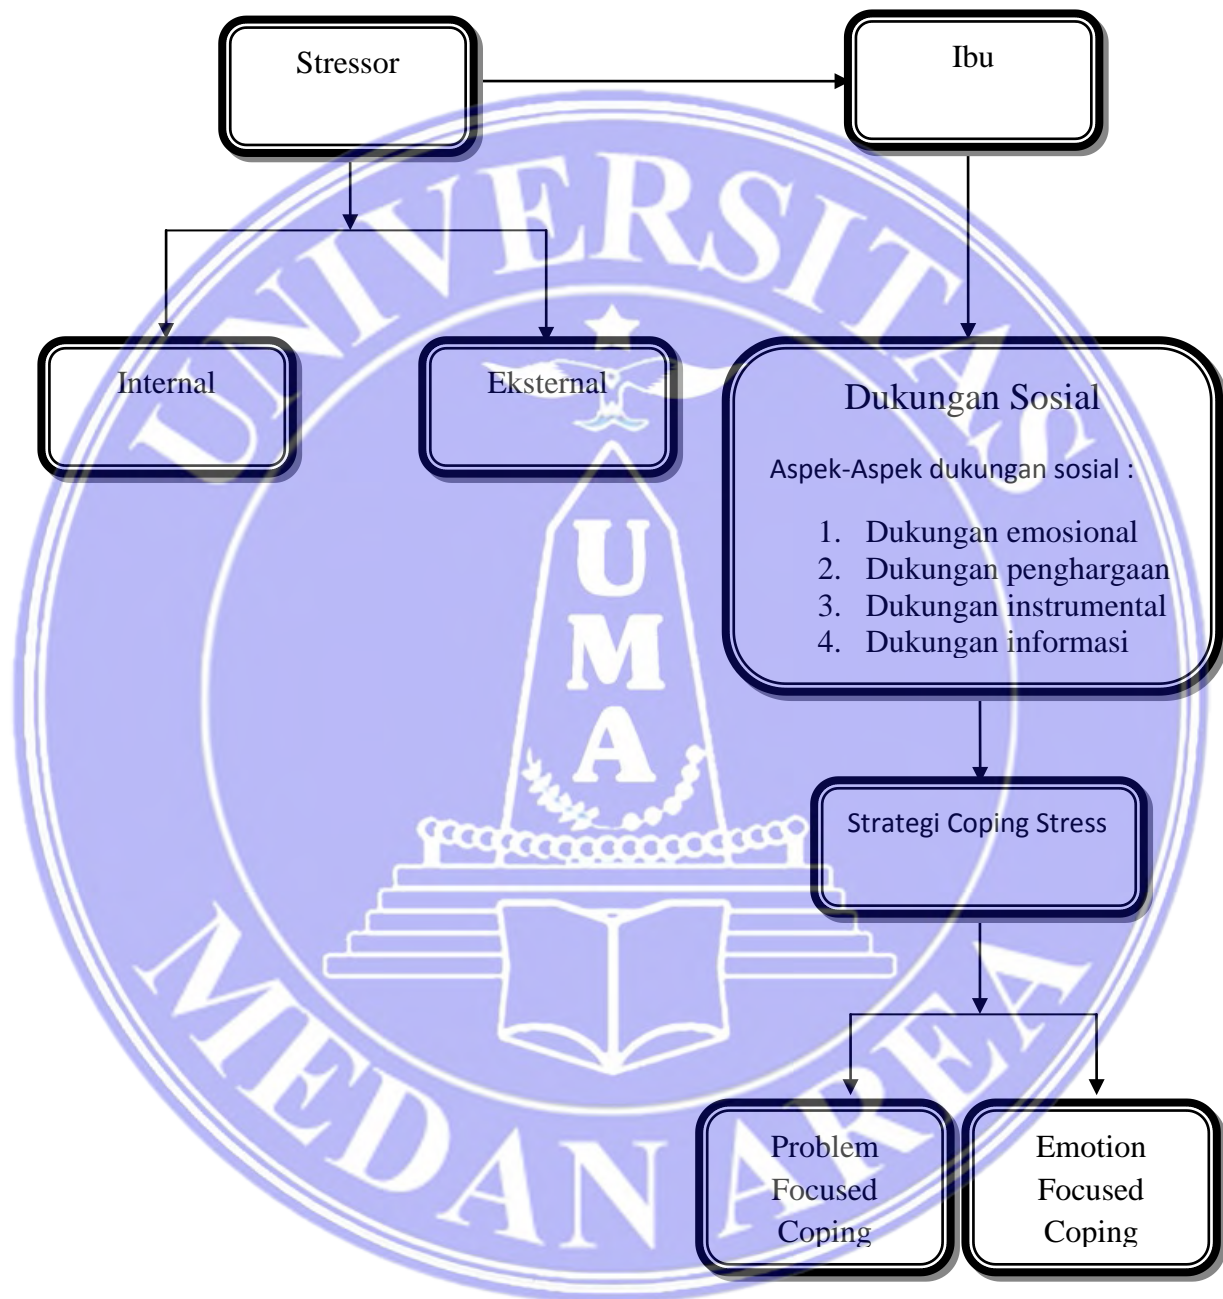 Stressor
Ibu
Internal
Eksternal
Dukungan Sosial
Aspek-Aspek dukungan sosial :
1. Dukungan emosional
2. Dukungan penghargaan
3. Dukungan instrumental
4. Dukungan informasi
Strategi Coping Stress
Problem
Focused
Coping
Emotion
Focused
Coping
UNIVERSITAS
UMA
MEDAN AREA